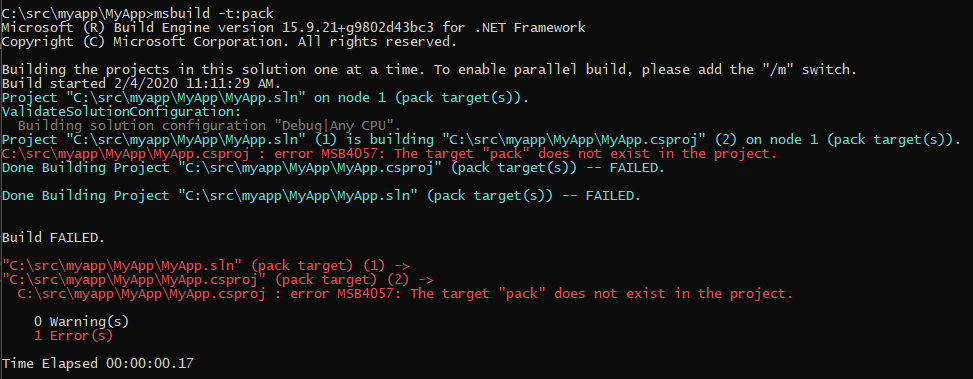 C:\src\myapp\MyApp>msbuild -t:pack
Microsoft (R) Build Engine version 15.9.21+g9802d43bc3 for .NET Framework
Copyright (C) Microsoft Corporation. All rights reserved.
Building the projects in this solution one at a time. To enable parallel build, please add the "/m" switch.
Build started 2/4/2020 11:11:29 AM.
Project "C:\src\myapp\MyApp\MyApp.sln" on node 1 (pack target(s)).
ValidateSolutionConfiguration:
  Building solution configuration "Debug|Any CPU".
Project "C:\src\myapp\MyApp\MyApp.sln" (1) is building "C:\src\myapp\MyApp\MyApp.csproj" (2) on node 1 (pack target(s)).
C:\src\myapp\MyApp\MyApp.csproj : error MSB4057: The target "pack" does not exist in the project.
Done Building Project "C:\src\myapp\MyApp\MyApp.csproj" (pack target(s)) -- FAILED.
Done Building Project "C:\src\myapp\MyApp\MyApp.sln" (pack target(s)) -- FAILED.
Build FAILED.
"C:\src\myapp\MyApp\MyApp.sln" (pack target) (1) ->
"C:\src\myapp\MyApp\MyApp.csproj" (pack target) (2) ->
  C:\src\myapp\MyApp\MyApp.csproj : error MSB4057: The target "pack" does not exist in the project.
    0 Warning(s)
    1 Error(s)
Time Elapsed 00:00:00.17